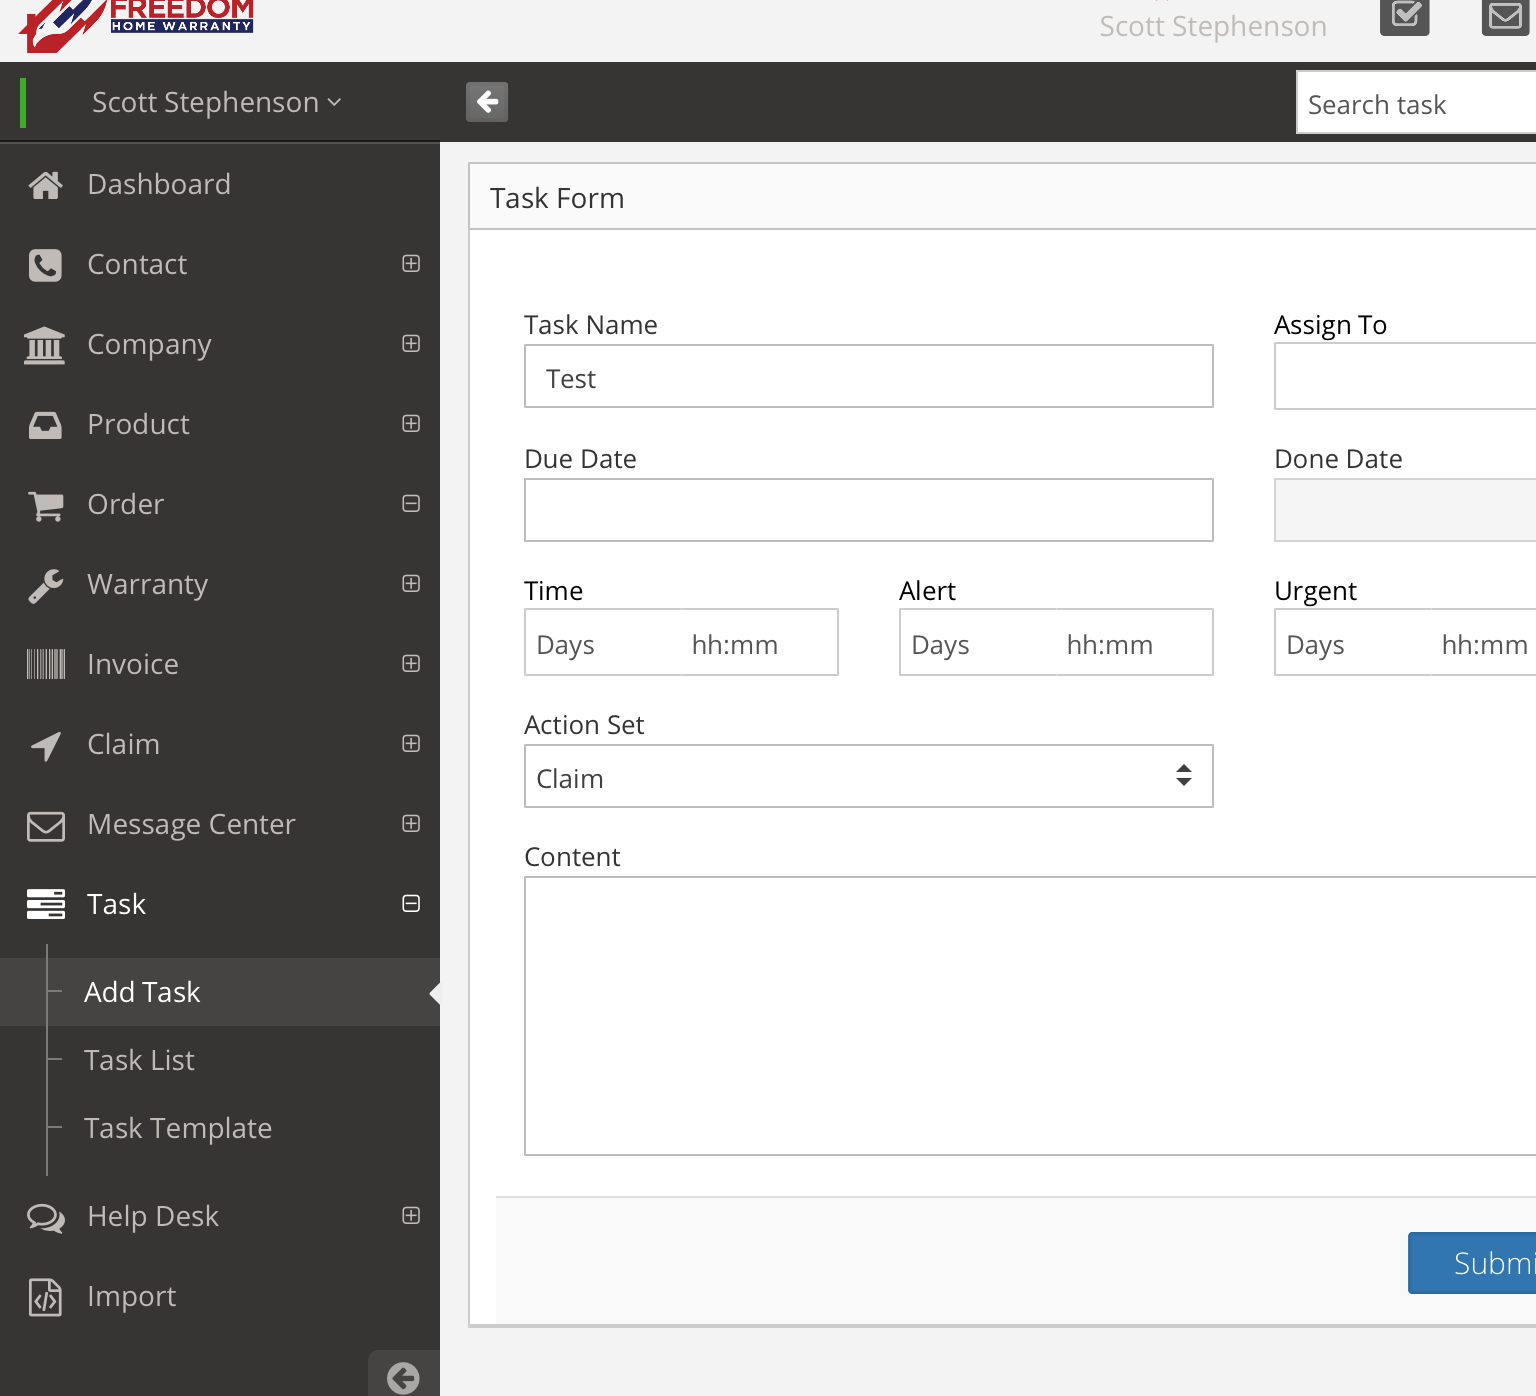 FREEDOM
HOME WARRANTY
Scott Stephenson
Scott Stephenson
Search task
Dashboard
Contact
Company
Product
Order
Warranty
Invoice
Claim
Message Center
Task
Add Task
Task List
Task Template
Help Desk
Import
Task Form
Task Name
Assign To
Test
Due Date
Done Date
Time
Alert
Urgent
Days hh:mm
Days hh:mm
Days hh:mm
Action Set
Claim
Content
Submi